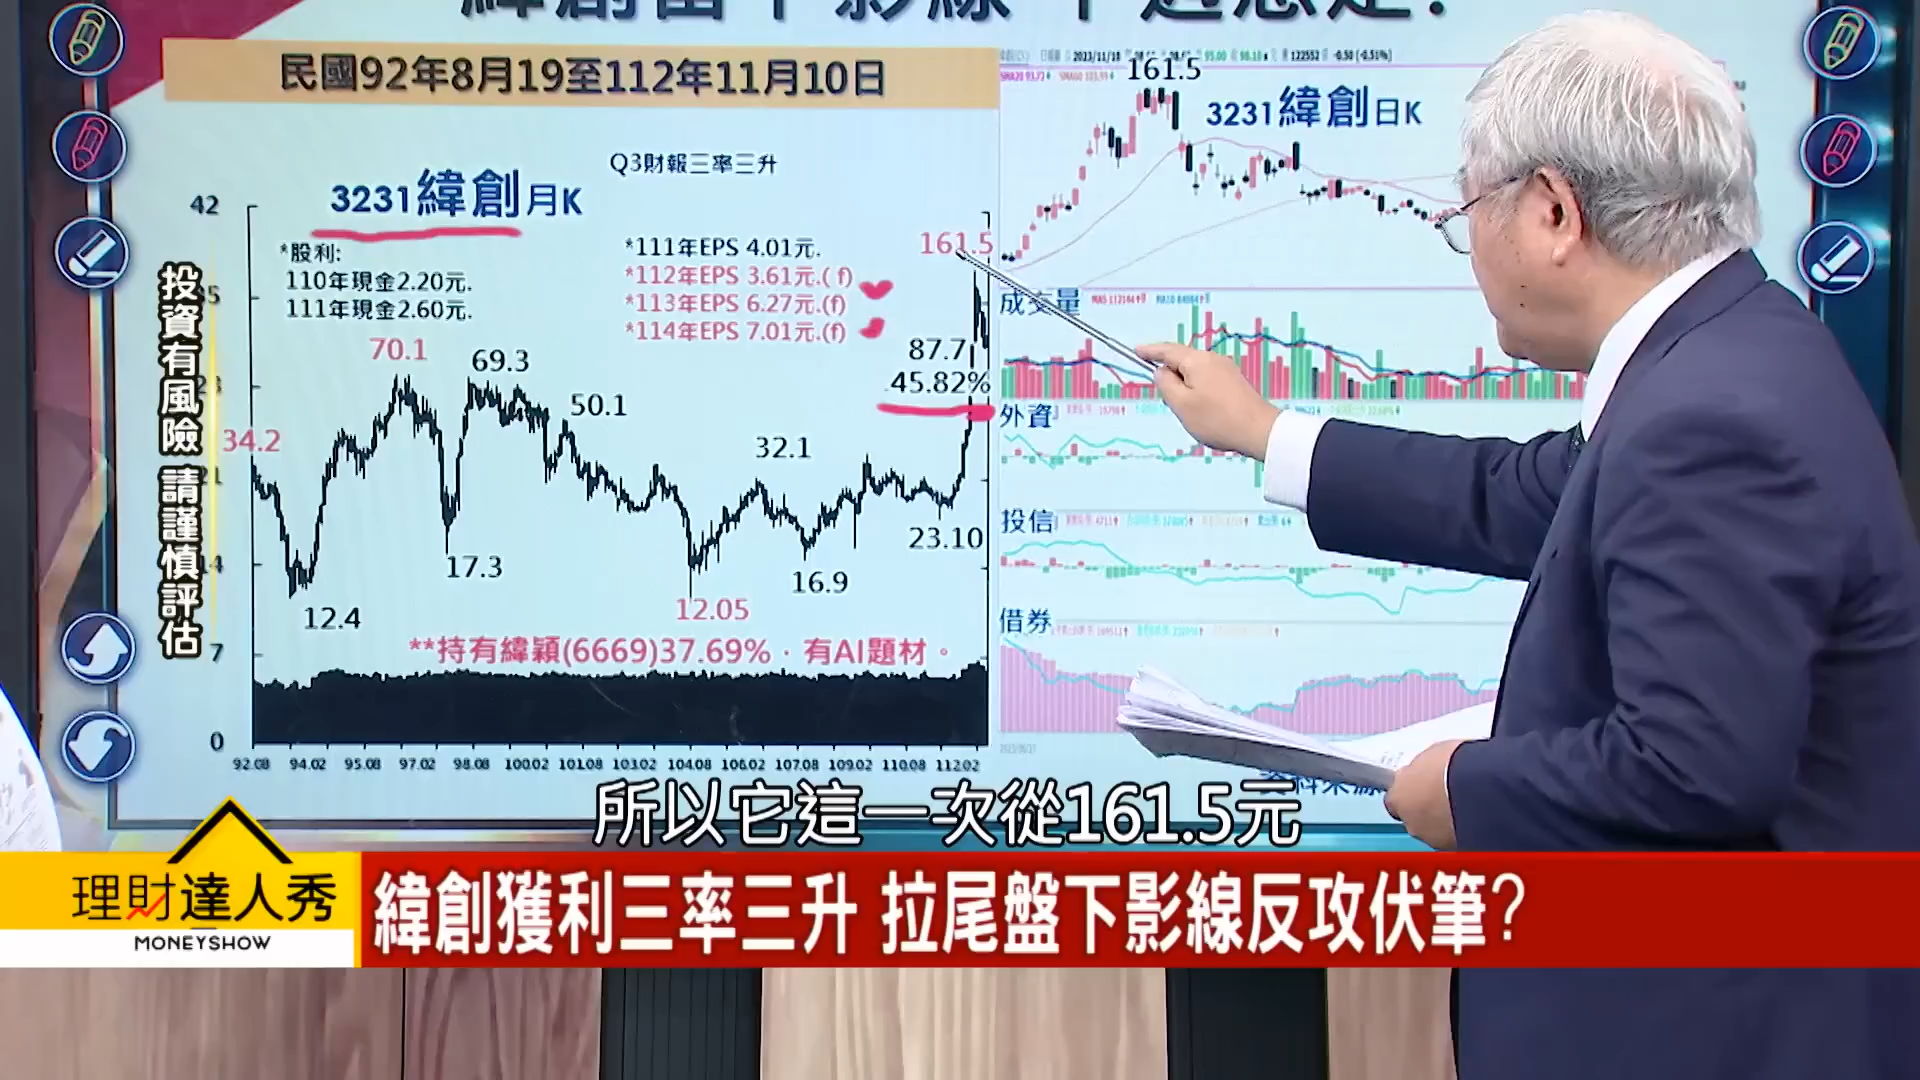 民國92年8月19至112年11月10日
3231緯創月K
Q3財報三率三升
*股利:
110年現金2.20元.
111年現金2.60元.
*111年EPS 4.01元.
*112年EPS 3.61元.(f)
*113年EPS 6.27元.(f)
*114年EPS 7.01元.(f)
161.5
87.7
45.82%
70.1
69.3
50.1
34.2
32.1
23.10
17.3
16.9
12.4
12.05
**持有緯穎(6669)37.69%．有AI題材。
42
7
0
92.08 94.02 95.08 97.02 98.08 100.02 101.08 103.02 104.08 106.02 107.08 109.02 110.08 112.02
161.5
3231緯創日K
成交量
外資
投信
借券
投資有風險 請謹慎評估
所以它這一次從161.5元
理財達人秀
MONEYSHOW
緯創獲利三率三升 拉尾盤下影線反攻伏筆?